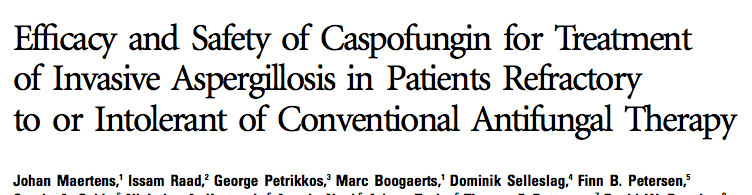 Efficacy and Safety of Caspofungin for Treatment
of Invasive Aspergillosis in Patients Refractory
to or Intolerant of Conventional Antifungal Therapy
Johan Maertens,¹ Issam Raad,² George Petrikkos,³ Marc Boogaerts,¹ Dominik Selleslag,⁴ Finn B. Petersen,⁵